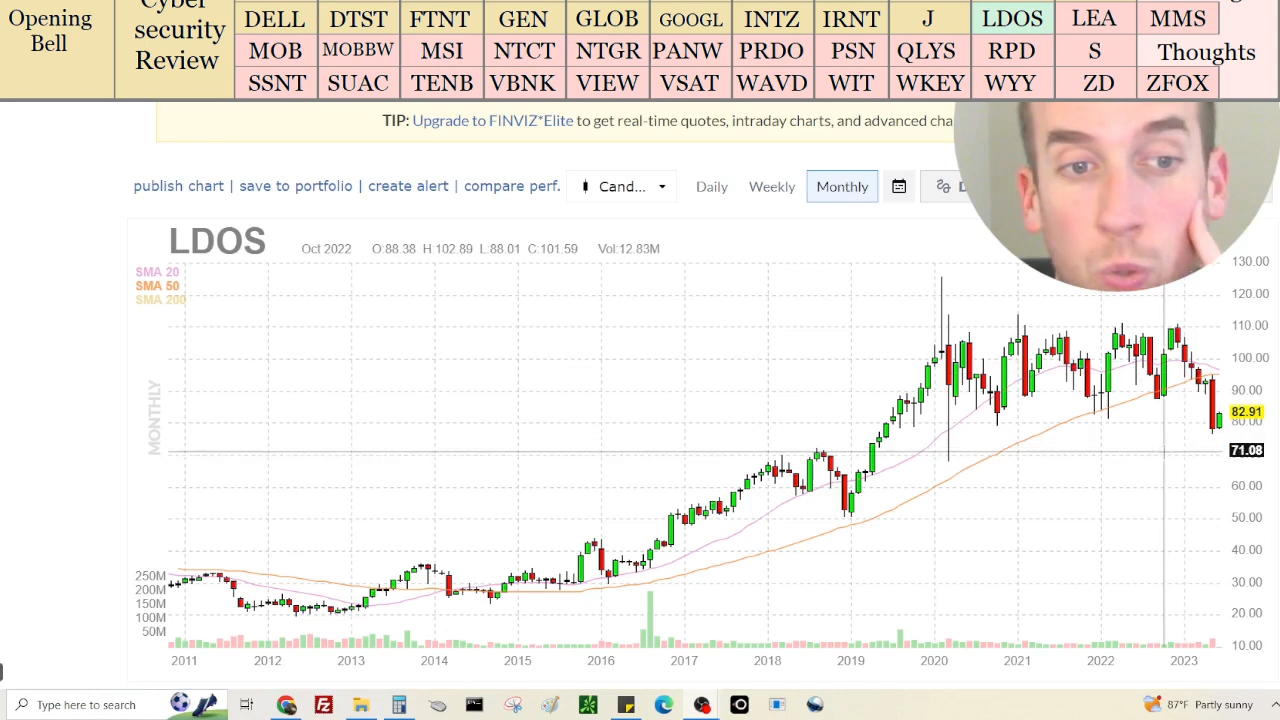 Opening Bell
Cyber security Review
DELL DTST FTNT GEN GLOB GOOGL INTZ IRNT J LDOS LEA MMS
MOB MOBBW MSI NTCT NTGR PANW PRDO PSN QLYS RPD S Thoughts
SSNT SUAC TENB VBNK VIEW VSAT WAVD WIT WKEY WYY ZD ZFOX
TIP: Upgrade to FINVIZ*Elite to get real-time quotes, intraday charts, and advanced cha
publish chart | save to portfolio | create alert | compare perf. Cand... Daily Weekly Monthly D
LDOS Oct 2022 O:88.38 H:102.89 L:88.01 C:101.59 Vol:12.83M
SMA 20
SMA 50
SMA 200
MONTHLY
130.00
120.00
110.00
100.00
90.00
82.91
80.00
71.08
60.00
50.00
40.00
30.00
20.00
10.00
250M
200M
150M
100M
50M
2011 2012 2013 2014 2015 2016 2017 2018 2019 2020 2021 2022 2023
Type here to search
87°F Partly sunny